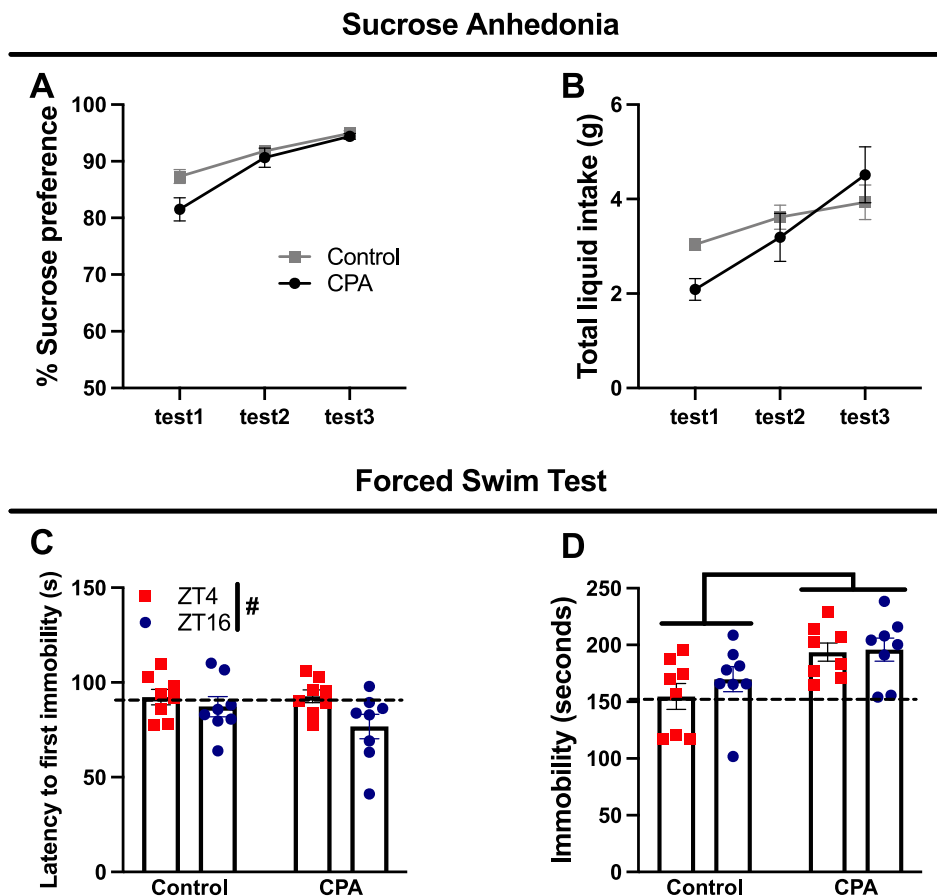 Sucrose Anhedonia
A
% Sucrose preference
100
90
80
70
60
50
test1 test2 test3
Control
CPA
B
Total liquid intake (g)
6
4
2
0
test1 test2 test3
Forced Swim Test
C
Latency to first immobility (s)
150
100
50
0
ZT4
ZT16
#
Control CPA
D
Immobility (seconds)
250
200
150
100
50
0
Control CPA